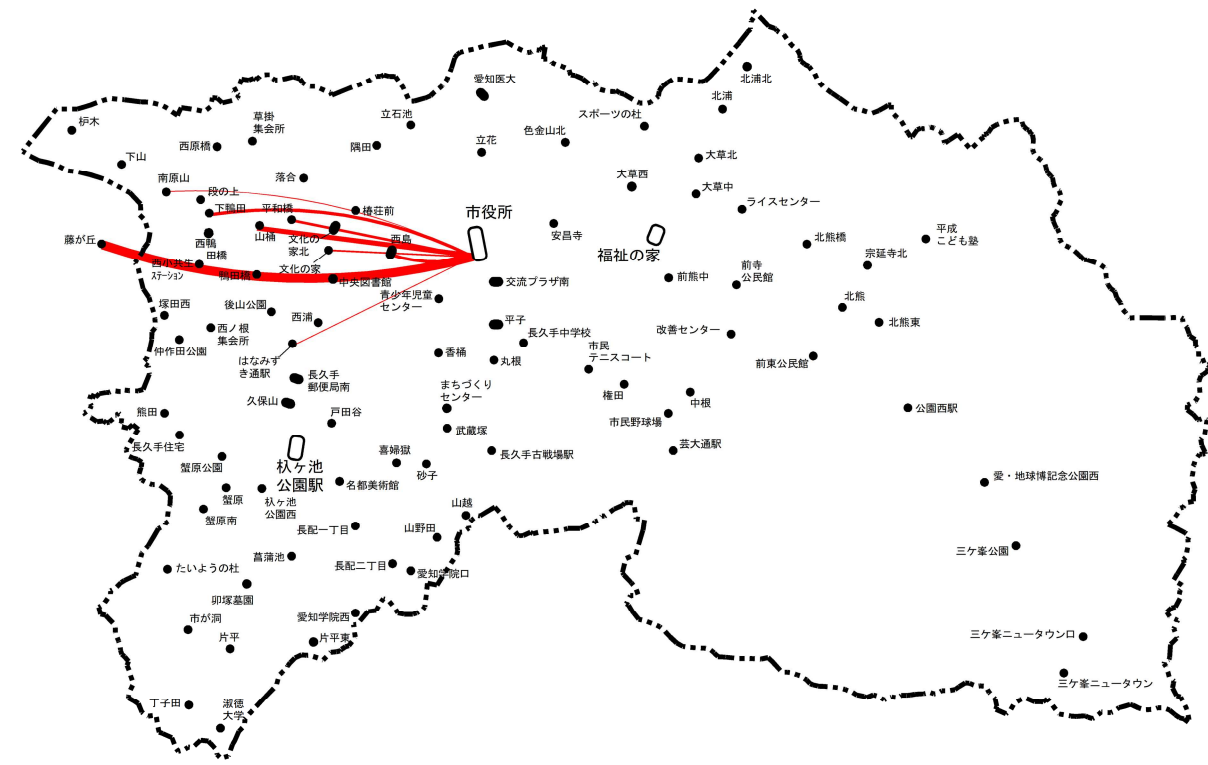 北浦北
愛知医大
北浦
枦木
草掛
集会所
立石池
スポーツの杜
色金山北
西原橋
隅田
立花
下山
大草北
南原山
落合
大草西
段の上
大草中
下鴨田
平和橋
椿荘前
市役所
ライスセンター
藤が丘
西鴨
田橋
山桶
文化の
家北
西島
安昌寺
福祉の家
北熊橋
平成
こども塾
西小共生
ステーション
鴨田橋
文化の家
中央図書館
宗延寺北
交流プラザ南
前熊中
前寺
公民館
青少年児童
センター
塚田西
後山公園
西浦
北熊
北熊東
西ノ根
集会所
平子
長久手中学校
改善センター
仲作田公園
はなみず
き通駅
香桶
丸根
市民
テニスコート
前東公民館
長久手
郵便局南
まちづくり
センター
権田
久保山
中根
公園西駅
熊田
戸田谷
市民野球場
武蔵塚
長久手住宅
喜婦嶽
長久手古戦場駅
芸大通駅
蟹原公園
杁ヶ池
公園駅
砂子
名都美術館
愛・地球博記念公園西
蟹原
杁ヶ池
公園西
山越
蟹原南
長配一丁目
山野田
三ケ峯公園
菖蒲池
たいようの杜
長配二丁目
愛知学院口
卯塚墓園
市が洞
愛知学院西
片平
片平東
三ケ峯ニュータウン口
三ケ峯ニュータウン
丁子田
淑徳
大学